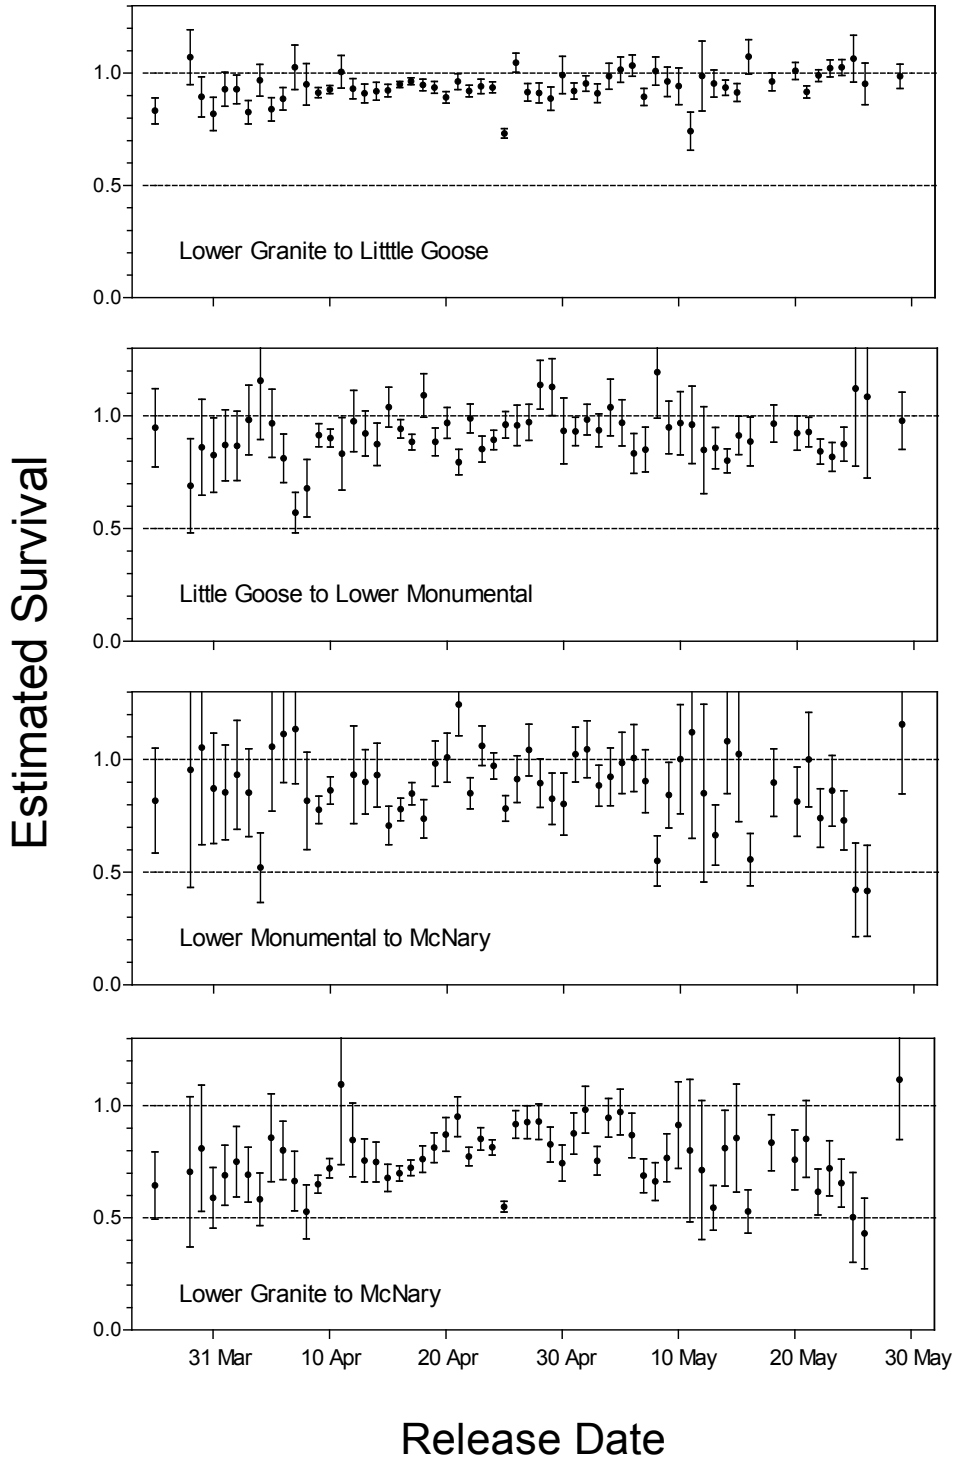 1.0
0.5
0.0
Lower Granite to Litttle Goose
1.0
0.5
0.0
Little Goose to Lower Monumental
Estimated Survival
1.0
0.5
0.0
Lower Monumental to McNary
1.0
0.5
0.0
Lower Granite to McNary
31 Mar 10 Apr 20 Apr 30 Apr 10 May 20 May 30 May
Release Date